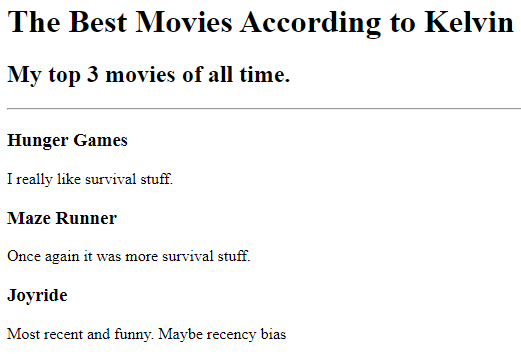 The Best Movies According to Kelvin
My top 3 movies of all time.
Hunger Games
I really like survival stuff.
Maze Runner
Once again it was more survival stuff.
Joyride
Most recent and funny. Maybe recency bias